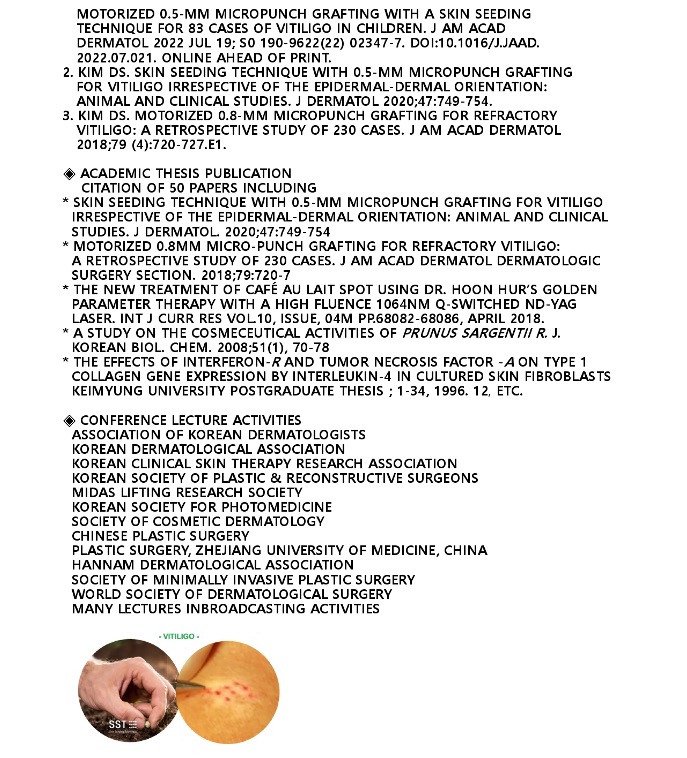 MOTORIZED 0.5-MM MICROPUNCH GRAFTING WITH A SKIN SEEDING
TECHNIQUE FOR 83 CASES OF VITILIGO IN CHILDREN. J AM ACAD
DERMATOL 2022 JUL 19; S0 190-9622(22) 02347-7. DOI:10.1016/J.JAAD.
2022.07.021. ONLINE AHEAD OF PRINT.
2. KIM DS. SKIN SEEDING TECHNIQUE WITH 0.5-MM MICROPUNCH GRAFTING
FOR VITILIGO IRRESPECTIVE OF THE EPIDERMAL-DERMAL ORIENTATION:
ANIMAL AND CLINICAL STUDIES. J DERMATOL 2020;47:749-754.
3. KIM DS. MOTORIZED 0.8-MM MICROPUNCH GRAFTING FOR REFRACTORY
VITILIGO: A RETROSPECTIVE STUDY OF 230 CASES. J AM ACAD DERMATOL
2018;79 (4):720-727.E1.
◈ ACADEMIC THESIS PUBLICATION
CITATION OF 50 PAPERS INCLUDING
* SKIN SEEDING TECHNIQUE WITH 0.5-MM MICROPUNCH GRAFTING FOR VITILIGO
IRRESPECTIVE OF THE EPIDERMAL-DERMAL ORIENTATION: ANIMAL AND CLINICAL
STUDIES. J DERMATOL. 2020;47:749-754
* MOTORIZED 0.8MM MICRO-PUNCH GRAFTING FOR REFRACTORY VITILIGO:
A RETROSPECTIVE STUDY OF 230 CASES. J AM ACAD DERMATOL DERMATOLOGIC
SURGERY SECTION. 2018;79:720-7
* THE NEW TREATMENT OF CAFÉ AU LAIT SPOT USING DR. HOON HUR'S GOLDEN
PARAMETER THERAPY WITH A HIGH FLUENCE 1064NM Q-SWITCHED ND-YAG
LASER. INT J CURR RES VOL.10, ISSUE, 04M PP.68082-68086, APRIL 2018.
* A STUDY ON THE COSMECEUTICAL ACTIVITIES OF PRUNUS SARGENTII R. J.
KOREAN BIOL. CHEM. 2008;51(1), 70-78
* THE EFFECTS OF INTERFERON-R AND TUMOR NECROSIS FACTOR -A ON TYPE 1
COLLAGEN GENE EXPRESSION BY INTERLEUKIN-4 IN CULTURED SKIN FIBROBLASTS
KEIMYUNG UNIVERSITY POSTGRADUATE THESIS ; 1-34, 1996. 12, ETC.
◈ CONFERENCE LECTURE ACTIVITIES
ASSOCIATION OF KOREAN DERMATOLOGISTS
KOREAN DERMATOLOGICAL ASSOCIATION
KOREAN CLINICAL SKIN THERAPY RESEARCH ASSOCIATION
KOREAN SOCIETY OF PLASTIC & RECONSTRUCTIVE SURGEONS
MIDAS LIFTING RESEARCH SOCIETY
KOREAN SOCIETY FOR PHOTOMEDICINE
SOCIETY OF COSMETIC DERMATOLOGY
CHINESE PLASTIC SURGERY
PLASTIC SURGERY, ZHEJIANG UNIVERSITY OF MEDICINE, CHINA
HANNAM DERMATOLOGICAL ASSOCIATION
SOCIETY OF MINIMALLY INVASIVE PLASTIC SURGERY
WORLD SOCIETY OF DERMATOLOGICAL SURGERY
MANY LECTURES INBROADCASTING ACTIVITIES
- VITILIGO -
SST